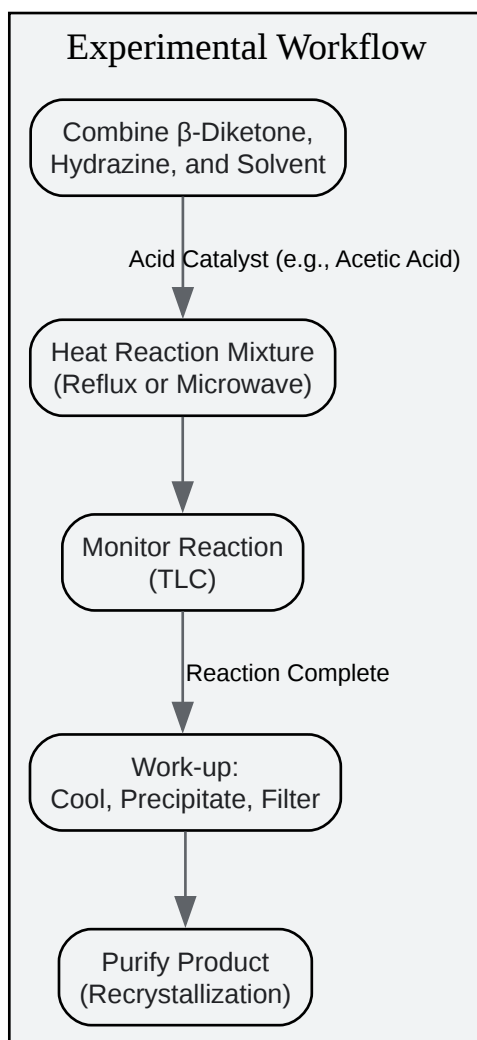 Experimental Workflow
Combine β-Diketone,
Hydrazine, and Solvent
Acid Catalyst (e.g., Acetic Acid)
Heat Reaction Mixture
(Reflux or Microwave)
Monitor Reaction
(TLC)
Reaction Complete
Work-up:
Cool, Precipitate, Filter
Purify Product
(Recrystallization)